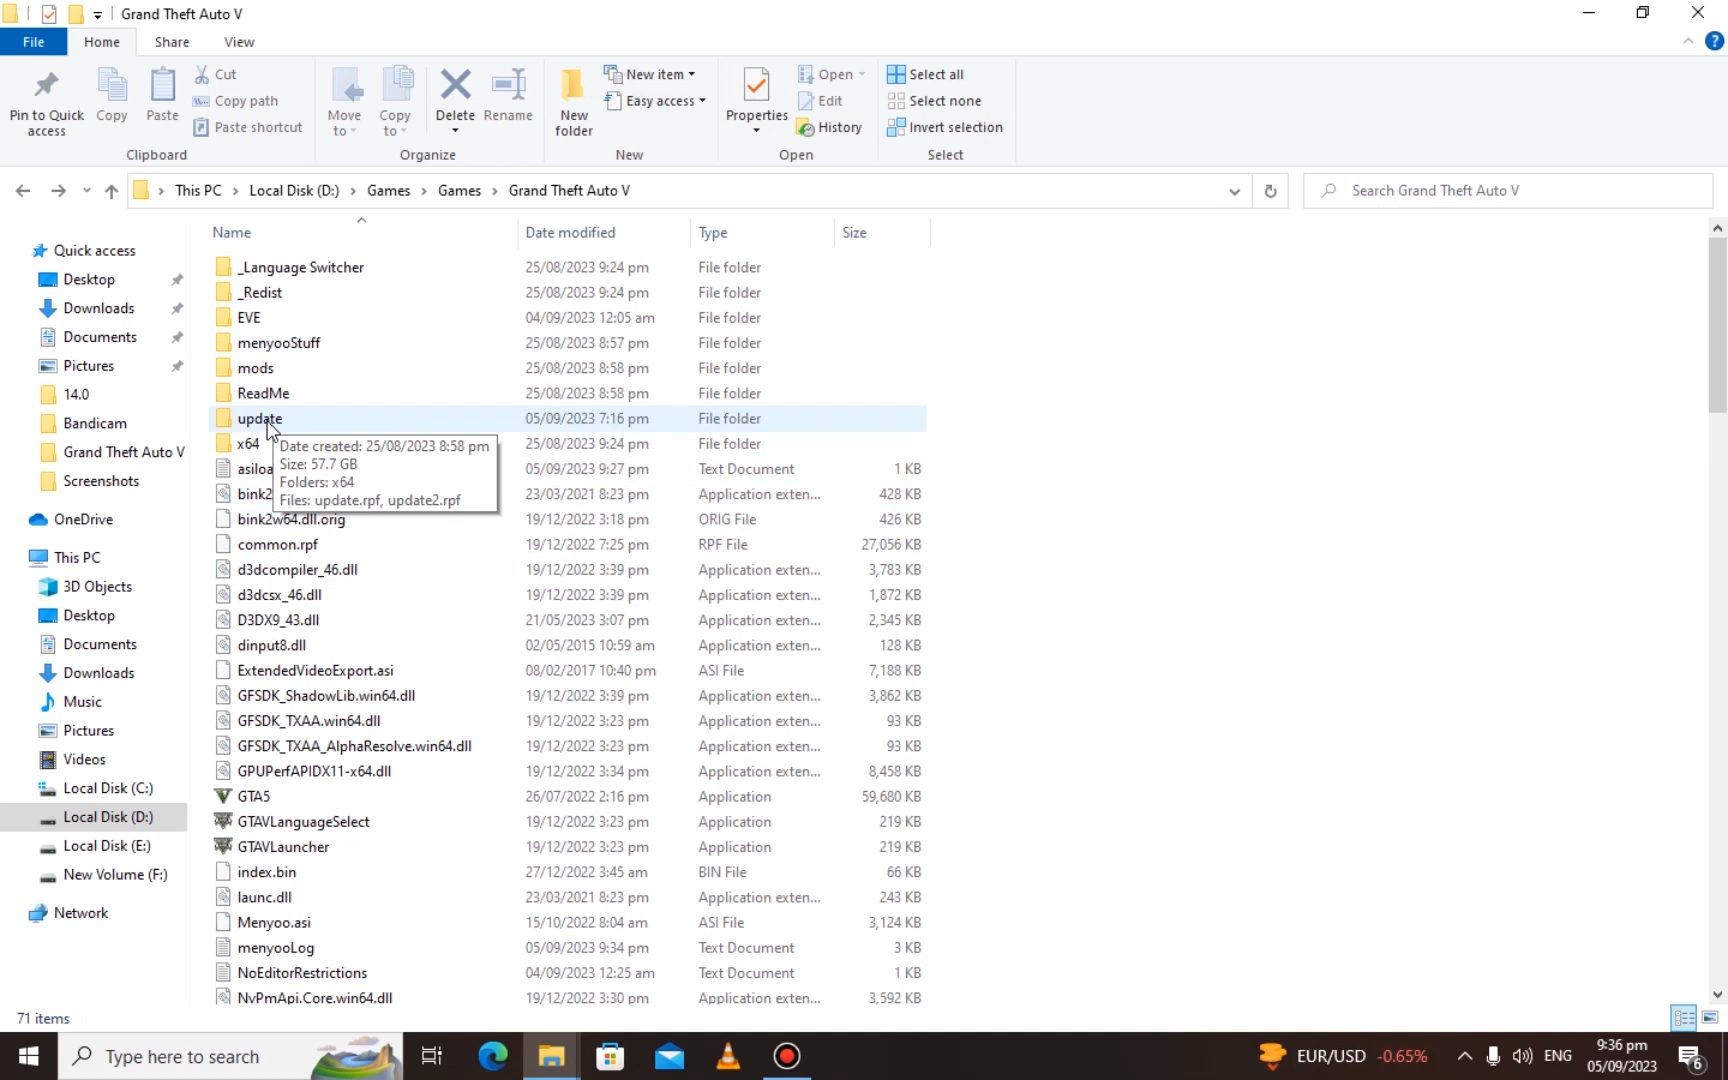 Grand Theft Auto V
File Home Share View
Pin to Quick access
Copy
Paste
Cut
Copy path
Paste shortcut
Clipboard
Move to
Copy to
Delete
Rename
Organize
New folder
New item
Easy access
New
Properties
Open
Edit
History
Open
Select all
Select none
Invert selection
Select
This PC > Local Disk (D:) > Games > Games > Grand Theft Auto V
Search Grand Theft Auto V
Quick access
Desktop
Downloads
Documents
Pictures
14.0
Bandicam
Grand Theft Auto V
Screenshots
OneDrive
This PC
3D Objects
Desktop
Documents
Downloads
Music
Pictures
Videos
Local Disk (C:)
Local Disk (D:)
Local Disk (E:)
New Volume (F:)
Network
Name Date modified Type Size
_Language Switcher 25/08/2023 9:24 pm File folder
_Redist 25/08/2023 9:24 pm File folder
EVE 04/09/2023 12:05 am File folder
menyooStuff 25/08/2023 8:57 pm File folder
mods 25/08/2023 8:58 pm File folder
ReadMe 25/08/2023 8:58 pm File folder
update 05/09/2023 7:16 pm File folder
x64 25/08/2023 9:24 pm File folder
Date created: 25/08/2023 8:58 pm
Size: 57.7 GB
Folders: x64
Files: update.rpf, update2.rpf
asiloa 05/09/2023 9:27 pm Text Document 1 KB
bink2 23/03/2021 8:23 pm Application exten... 428 KB
bink2w64.dll.orig 19/12/2022 3:18 pm ORIG File 426 KB
common.rpf 19/12/2022 7:25 pm RPF File 27,056 KB
d3dcompiler_46.dll 19/12/2022 3:39 pm Application exten... 3,783 KB
d3dcsx_46.dll 19/12/2022 3:39 pm Application exten... 1,872 KB
D3DX9_43.dll 21/05/2023 3:07 pm Application exten... 2,345 KB
dinput8.dll 02/05/2015 10:59 am Application exten... 128 KB
ExtendedVideoExport.asi 08/02/2017 10:40 pm ASI File 7,188 KB
GFSDK_ShadowLib.win64.dll 19/12/2022 3:39 pm Application exten... 3,862 KB
GFSDK_TXAA.win64.dll 19/12/2022 3:23 pm Application exten... 93 KB
GFSDK_TXAA_AlphaResolve.win64.dll 19/12/2022 3:23 pm Application exten... 93 KB
GPUPerfAPIDX11-x64.dll 19/12/2022 3:34 pm Application exten... 8,458 KB
GTA5 26/07/2022 2:16 pm Application 59,680 KB
GTAVLanguageSelect 19/12/2022 3:23 pm Application 219 KB
GTAVLauncher 19/12/2022 3:23 pm Application 219 KB
index.bin 27/12/2022 3:45 am BIN File 66 KB
launc.dll 23/03/2021 8:23 pm Application exten... 243 KB
Menyoo.asi 15/10/2022 8:04 am ASI File 3,124 KB
menyooLog 05/09/2023 9:34 pm Text Document 3 KB
NoEditorRestrictions 04/09/2023 12:25 am Text Document 1 KB
NvPmApi.Core.win64.dll 19/12/2022 3:30 pm Application exten... 3,592 KB
71 items
Type here to search
EUR/USD -0.65%
ENG
9:36 pm
05/09/2023
6